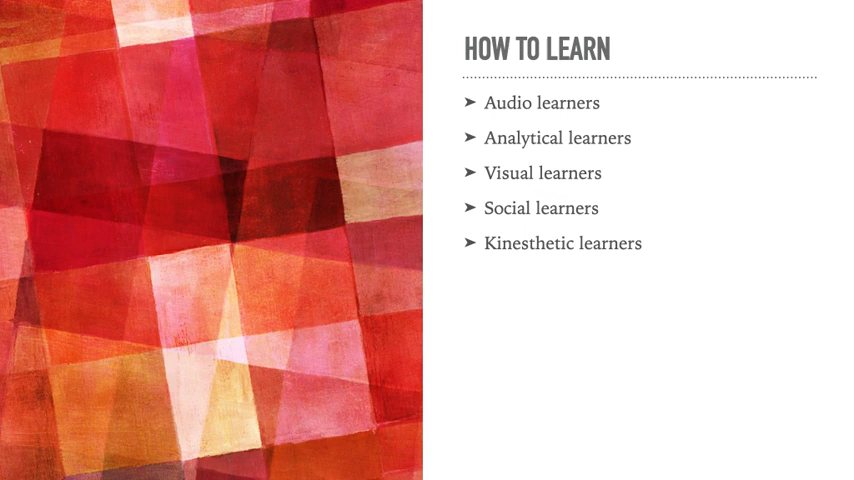 HOW TO LEARN
➤ Audio learners
➤ Analytical learners
➤ Visual learners
➤ Social learners
➤ Kinesthetic learners